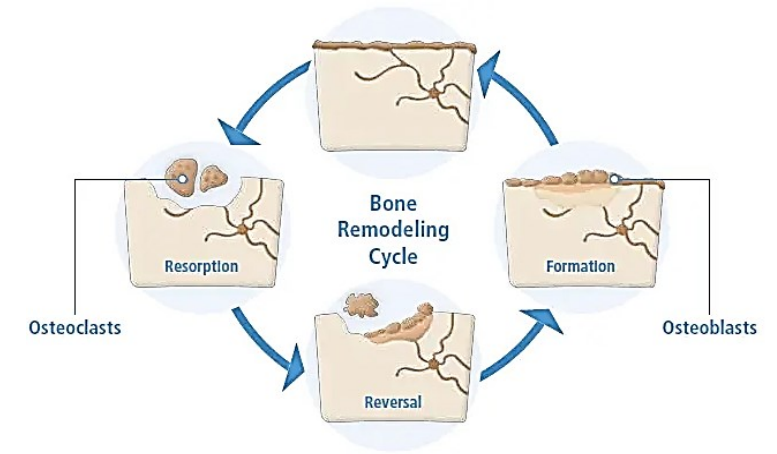 Bone
Remodeling
Cycle
Resorption
Formation
Osteoclasts
Osteoblasts
Reversal